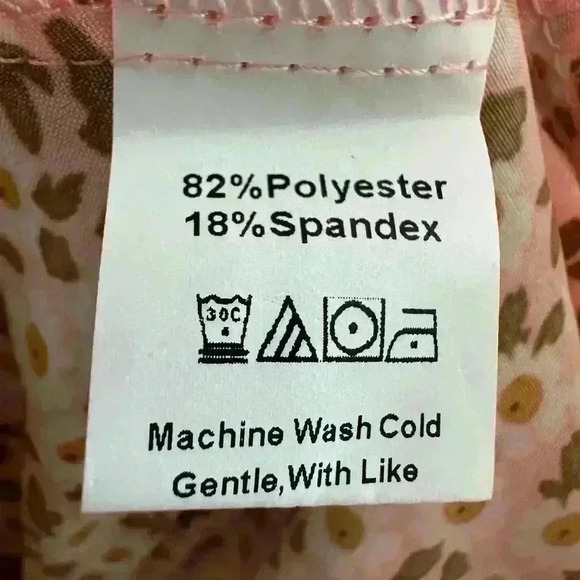 82%Polyester
18%Spandex
30C
Machine Wash Cold
Gentle,With Like